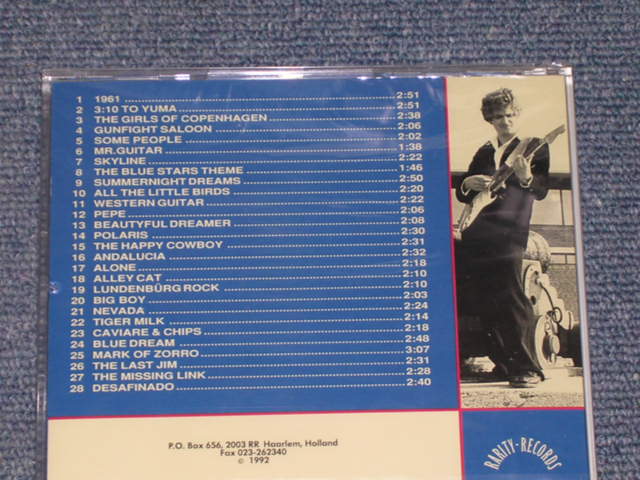 1 1961 2:51
2 3:10 TO YUMA 2:51
3 THE GIRLS OF COPENHAGEN 2:38
4 GUNFIGHT SALOON 2:06
5 SOME PEOPLE 2:02
6 MR.GUITAR 1:38
7 SKYLINE 2:22
8 THE BLUE STARS THEME 1:46
9 SUMMERNIGHT DREAMS 2:50
10 ALL THE LITTLE BIRDS 2:20
11 WESTERN GUITAR 2:22
12 PEPE 2:06
13 BEAUTYFUL DREAMER 2:08
14 POLARIS 2:30
15 THE HAPPY COWBOY 2:31
16 ANDALUCIA 2:32
17 ALONE 2:18
18 ALLEY CAT 2:10
19 LUNDENBÜRG ROCK 2:10
20 BIG BOY 2:03
21 NEVADA 2:24
22 TIGER MILK 2:14
23 CAVIARE & CHIPS 2:18
24 BLUE DREAM 2:48
25 MARK OF ZORRO 3:07
26 THE LAST JIM 2:31
27 THE MISSING LINK 2:28
28 DESAFINADO 2:40
P.O. Box 656, 2003 RR Haarlem, Holland
Fax 023-262340
© 1992
RARITY-RECORDS